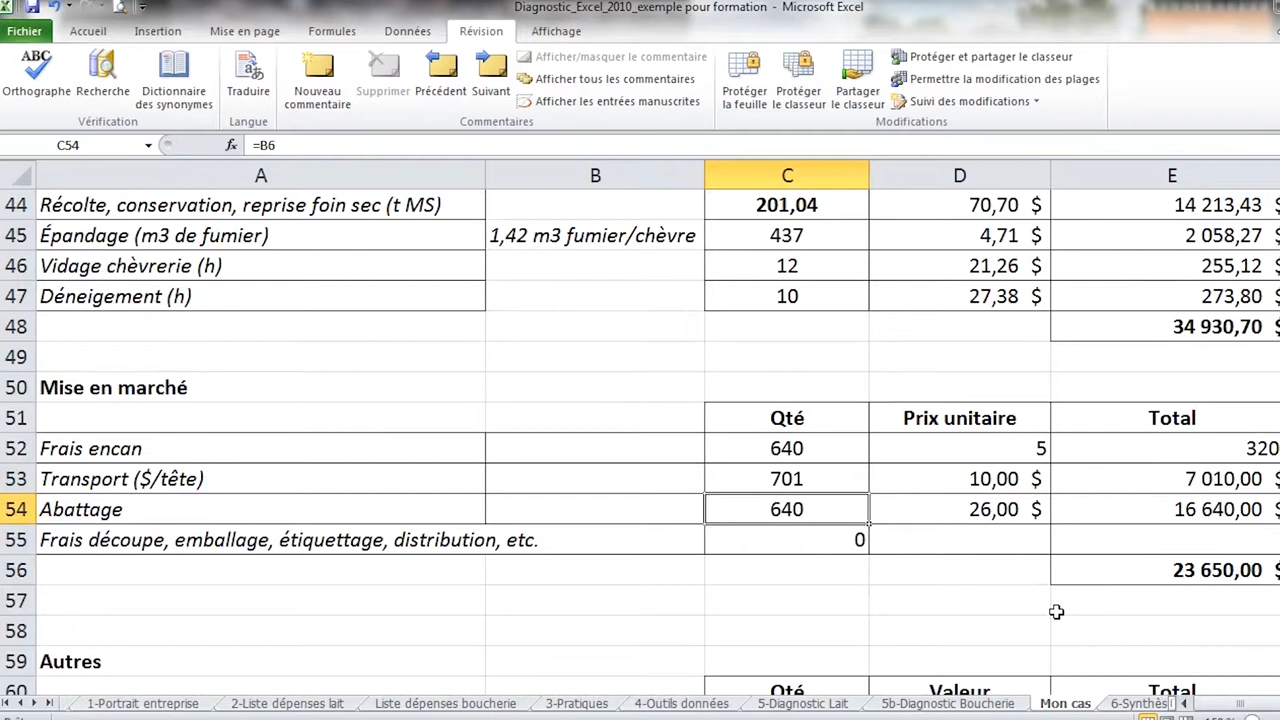 Diagnostic_Excel_2010_exemple pour formation - Microsoft Excel
Fichier Accueil Insertion Mise en page Formules Données Révision Affichage
ABC Afficher/masquer le commentaire Protéger et partager le classeur
Afficher tous les commentaires Permettre la modification des plages
Orthographe Recherche Dictionnaire des synonymes Traduire Nouveau commentaire Supprimer Précédent Suivant Afficher les entrées manuscrites Protéger la feuille Protéger le classeur Partager le classeur Suivi des modifications
Vérification Langue Commentaires Modifications
C54 fx =B6
A B C D E
44 Récolte, conservation, reprise foin sec (t MS) 201,04 70,70 $ 14 213,43 $
45 Épandage (m3 de fumier) 1,42 m3 fumier/chèvre 437 4,71 $ 2 058,27 $
46 Vidage chèvrerie (h) 12 21,26 $ 255,12 $
47 Déneigement (h) 10 27,38 $ 273,80 $
48 34 930,70 $
49
50 Mise en marché
51 Qté Prix unitaire Total
52 Frais encan 640 5 320
53 Transport ($/tête) 701 10,00 $ 7 010,00 $
54 Abattage 640 26,00 $ 16 640,00 $
55 Frais découpe, emballage, étiquettage, distribution, etc. 0
56 23 650,00 $
57
58
59 Autres
60 Qté Valeur Total
1-Portrait entreprise 2-Liste dépenses lait Liste dépenses boucherie 3-Pratiques 4-Outils données 5-Diagnostic Lait 5b-Diagnostic Boucherie Mon cas 6-Synthès